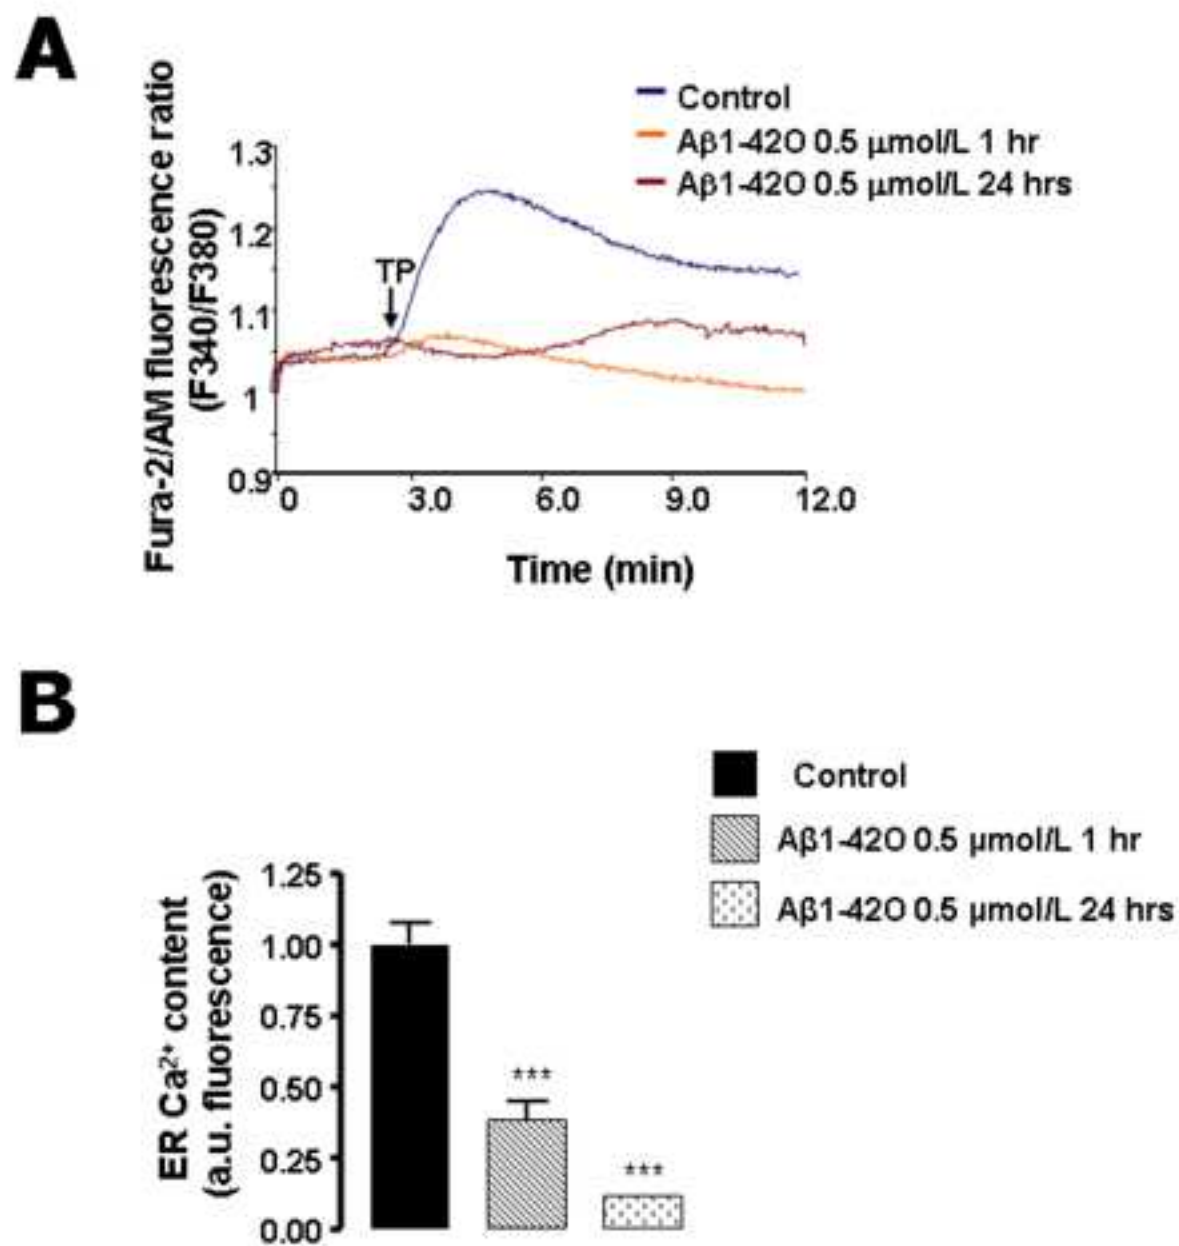 A
Fura-2/AM fluorescence ratio
(F340/F380)
Control
Aβ1-42O 0.5 μmol/L 1 hr
Aβ1-42O 0.5 μmol/L 24 hrs
1.3
1.2
1.1
1
0.9
TP
0 3.0 6.0 9.0 12.0
Time (min)
B
Control
Aβ1-42O 0.5 μmol/L 1 hr
Aβ1-42O 0.5 μmol/L 24 hrs
ER Ca²⁺ content
(a.u. fluorescence)
1.25
1.00
0.75
0.50
0.25
0.00
***
***